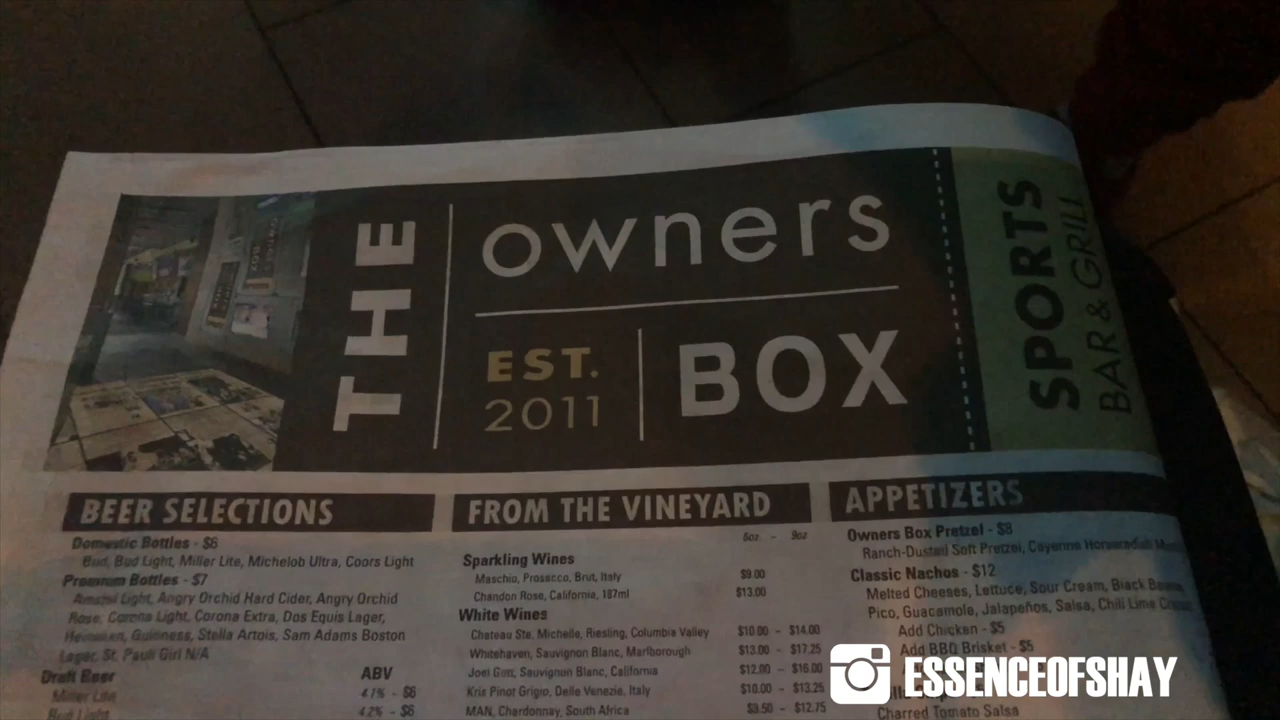 THE
owners
EST.
2011
BOX
SPORTS
BAR & GRILL
BEER SELECTIONS
Domestic Bottles - $6
Bud, Bud Light, Miller Lite, Michelob Ultra, Coors Light
Premium Bottles - $7
Amstel Light, Angry Orchid Hard Cider, Angry Orchid
Rose, Corona Light, Corona Extra, Dos Equis Lager,
Heineken, Guinness, Stella Artois, Sam Adams Boston
Lager, St. Pauli Girl N/A
Draft Beer ABV
Miller Lite 4.1% - $6
Bud Light 4.2% - $6
FROM THE VINEYARD
6oz - 9oz
Sparkling Wines
Maschio, Prosecco, Brut, Italy $9.00
Chandon Rose, California, 187ml $13.00
White Wines
Chateau Ste. Michelle, Riesling, Columbia Valley $10.00 - $14.00
Whitehaven, Sauvignon Blanc, Marlborough $13.00 - $17.25
Joel Gott, Sauvignon Blanc, California $12.00 - $16.00
Kris Pinot Grigio, Delle Venezie, Italy $10.00 - $13.25
MAN, Chardonnay, South Africa $9.50 - $12.75
APPETIZERS
Owners Box Pretzel - $8
Ranch-Dusted Soft Pretzel, Cayenne Horseradish
Classic Nachos - $12
Melted Cheeses, Lettuce, Sour Cream, Black
Pico, Guacamole, Jalapeños, Salsa, Chili Lime
Add Chicken - $5
Add BBQ Brisket - $5
Charred Tomato Salsa
ESSENCEOFSHAY